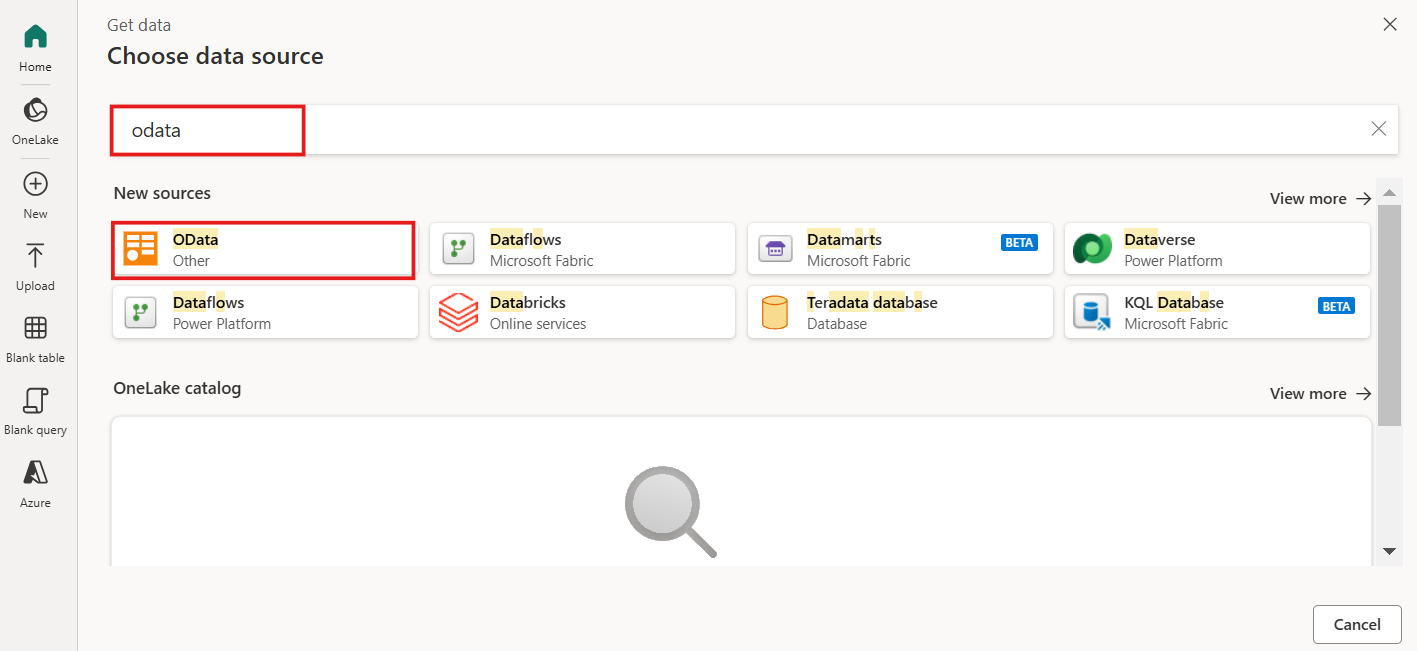 Get data
Choose data source
Home
OneLake
New
Upload
Blank table
Blank query
Azure
odata
New sources
View more
OData
Other
Dataflows
Microsoft Fabric
Datamarts
Microsoft Fabric
BETA
Dataverse
Power Platform
Dataflows
Power Platform
Databricks
Online services
Teradata database
Database
KQL Database
Microsoft Fabric
BETA
OneLake catalog
View more
Cancel